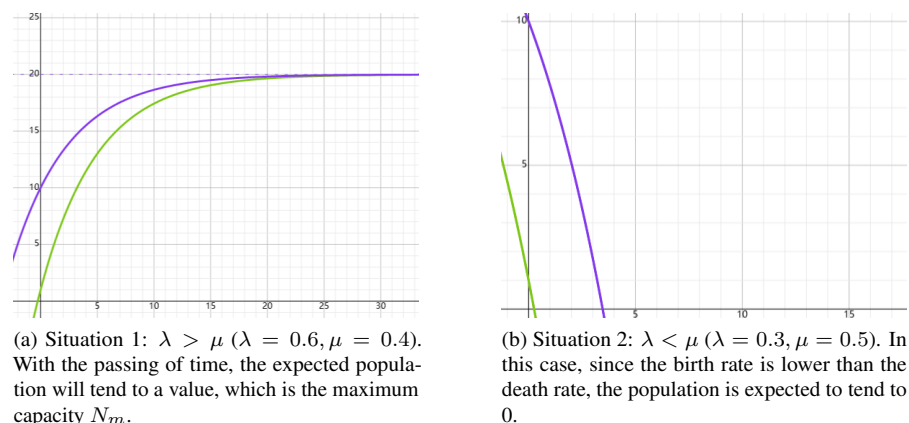 25
20
15
10
5
5
10
15
20
25
30
(a) Situation 1: λ > μ (λ = 0.6, μ = 0.4).
With the passing of time, the expected popula-
tion will tend to a value, which is the maximum
capacity N_m.
10
5
5
10
15
(b) Situation 2: λ < μ (λ = 0.3, μ = 0.5). In
this case, since the birth rate is lower than the
death rate, the population is expected to tend to
0.